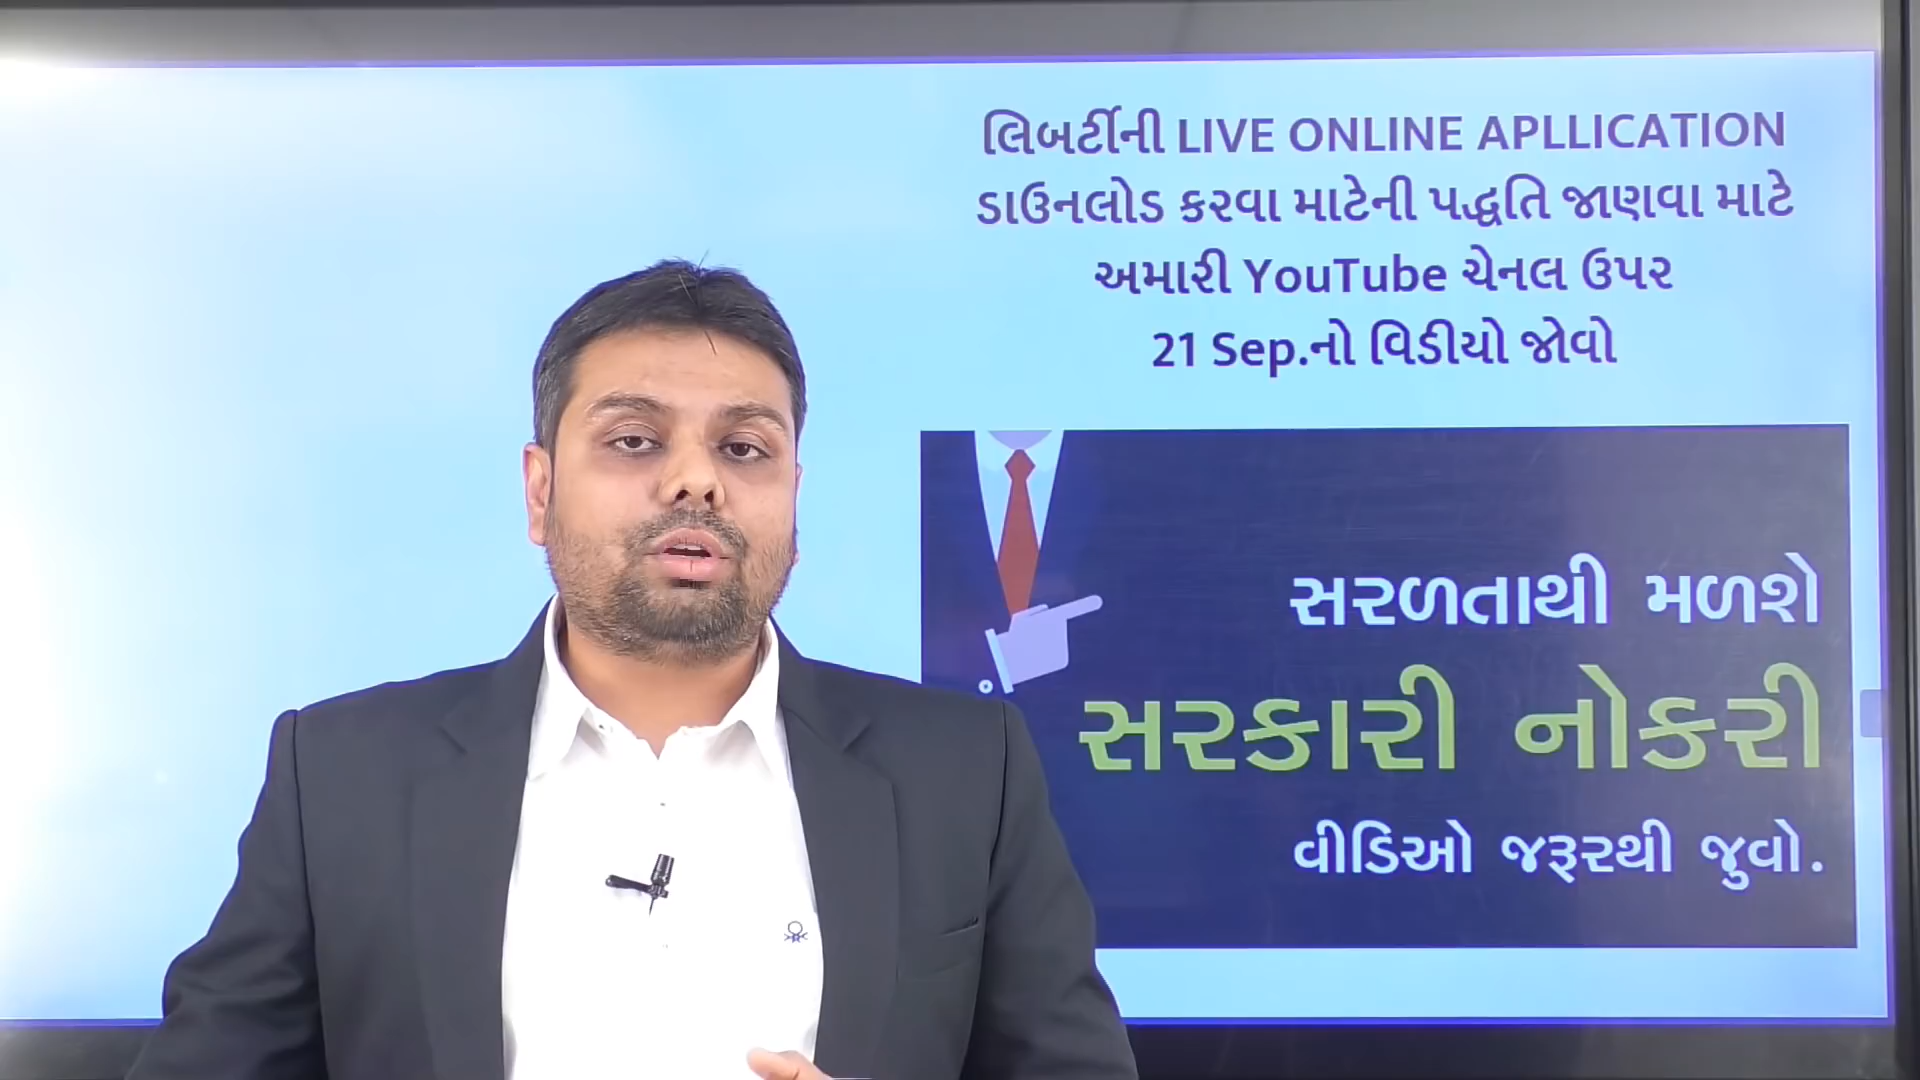 લિબર્ટીની LIVE ONLINE APLLICATION
ડાઉનલોડ કરવા માટેની પદ્ધતિ જાણવા માટે
અમારી YouTube ચેનલ ઉપર
21 Sep.નો વિડીયો જોવો
સરળતાથી મળશે
સરકારી નોકરી
વીડિઓ જરૂરથી જુવો.